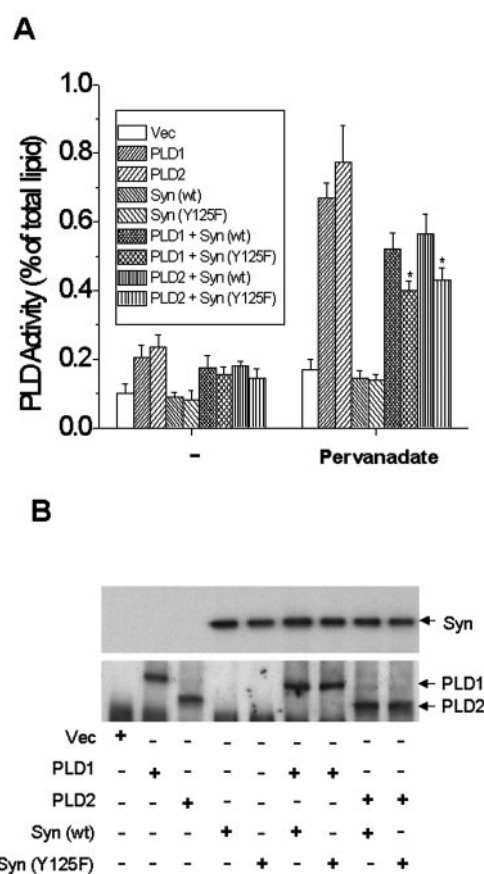 A
1.0
0.8
0.6
0.4
0.2
0.0
PLD Activity (% of total lipid)
Vec
PLD1
PLD2
Syn (wt)
Syn (Y125F)
PLD1 + Syn (wt)
PLD1 + Syn (Y125F)
PLD2 + Syn (wt)
PLD2 + Syn (Y125F)
* *
– Pervanadate
B
Syn
PLD1
PLD2
Vec + - - - - - - - -
PLD1 - + - - - + + - -
PLD2 - - + - - - - + +
Syn (wt) - - - + - + - + -
Syn (Y125F) - - - - + - + - +